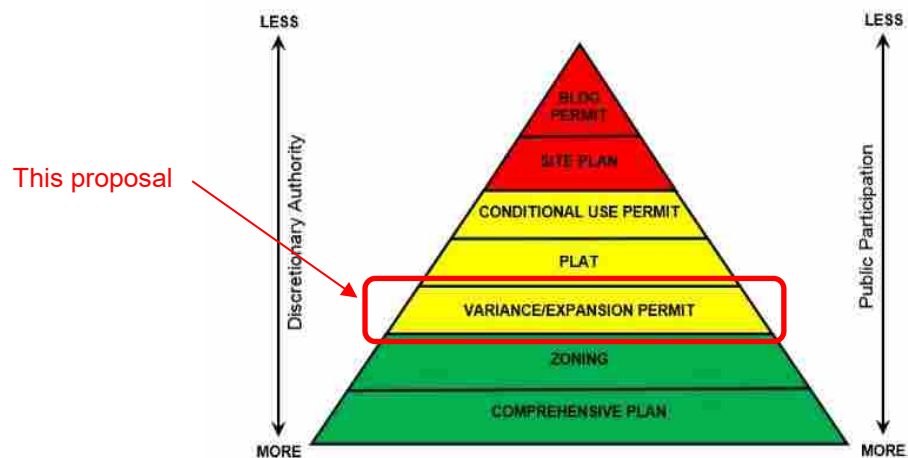 LESS
LESS
BLDG
PERMIT
SITE PLAN
This proposal
Discretionary Authority
Public Participation
CONDITIONAL USE PERMIT
PLAT
VARIANCE/EXPANSION PERMIT
ZONING
COMPREHENSIVE PLAN
MORE
MORE